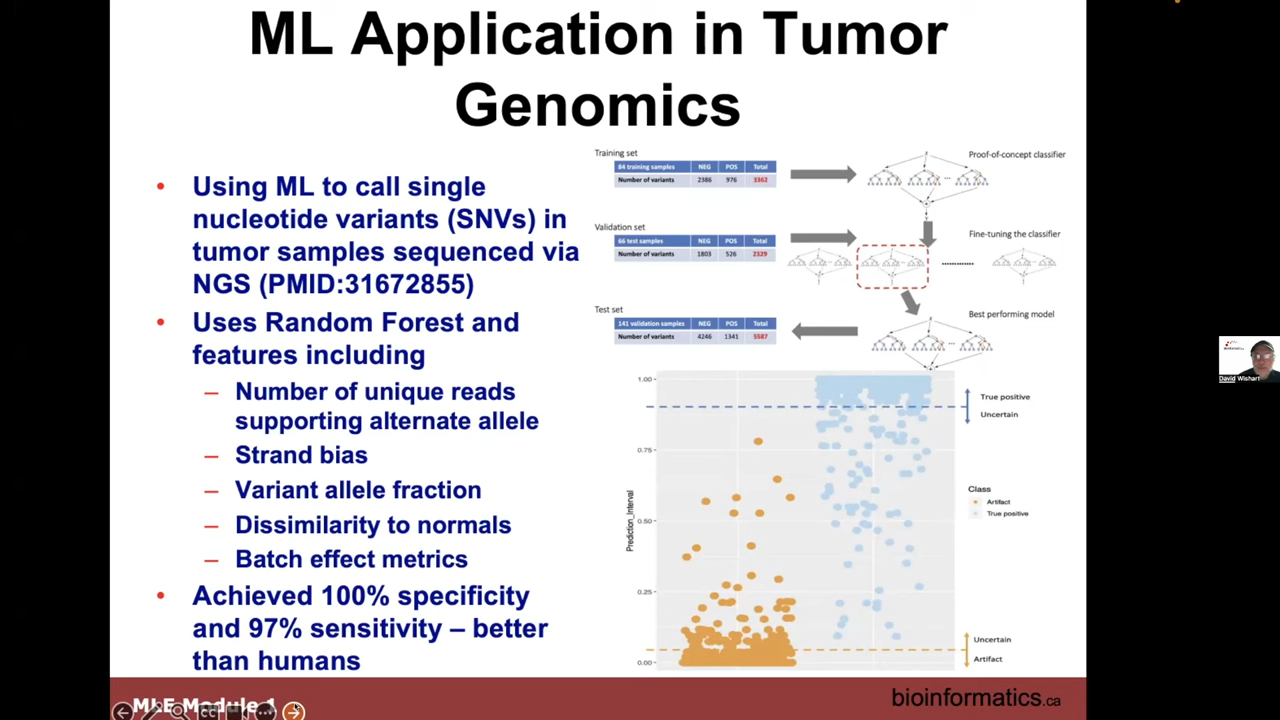 ML Application in Tumor
Genomics
• Using ML to call single
nucleotide variants (SNVs) in
tumor samples sequenced via
NGS (PMID:31672855)
• Uses Random Forest and
features including
– Number of unique reads
supporting alternate allele
– Strand bias
– Variant allele fraction
– Dissimilarity to normals
– Batch effect metrics
• Achieved 100% specificity
and 97% sensitivity – better
than humans
Training set
84 training samples NEG POS Total
Number of variants 2386 976 3362
Proof-of-concept classifier
Validation set
66 test samples NEG POS Total
Number of variants 1803 526 2329
Fine-tuning the classifier
Test set
141 validation samples NEG POS Total
Number of variants 4246 1341 5587
Best performing model
1.00
0.75
0.50
0.25
0.00
Prediction_Interval
True positive
Uncertain
Class
Artifact
True positive
Uncertain
Artifact
MLE Module 1
CC
bioinformatics.ca
David Wishart